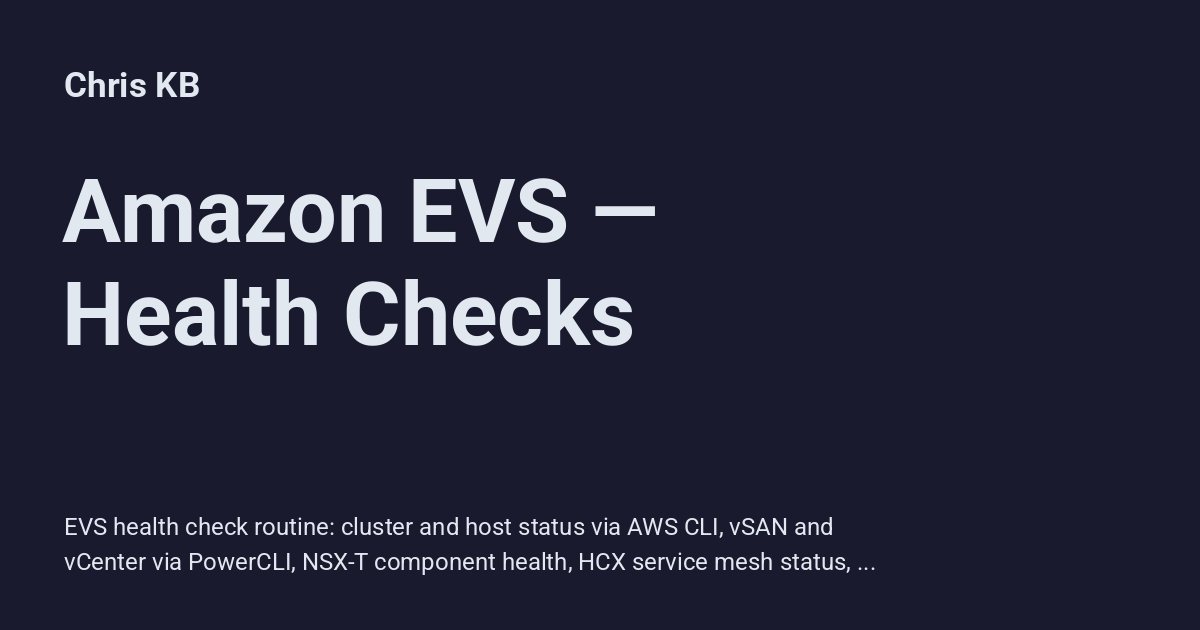 Chris KB
Amazon EVS —
Health Checks
EVS health check routine: cluster and host status via AWS CLI, vSAN and
vCenter via PowerCLI, NSX-T component health, HCX service mesh status, ...